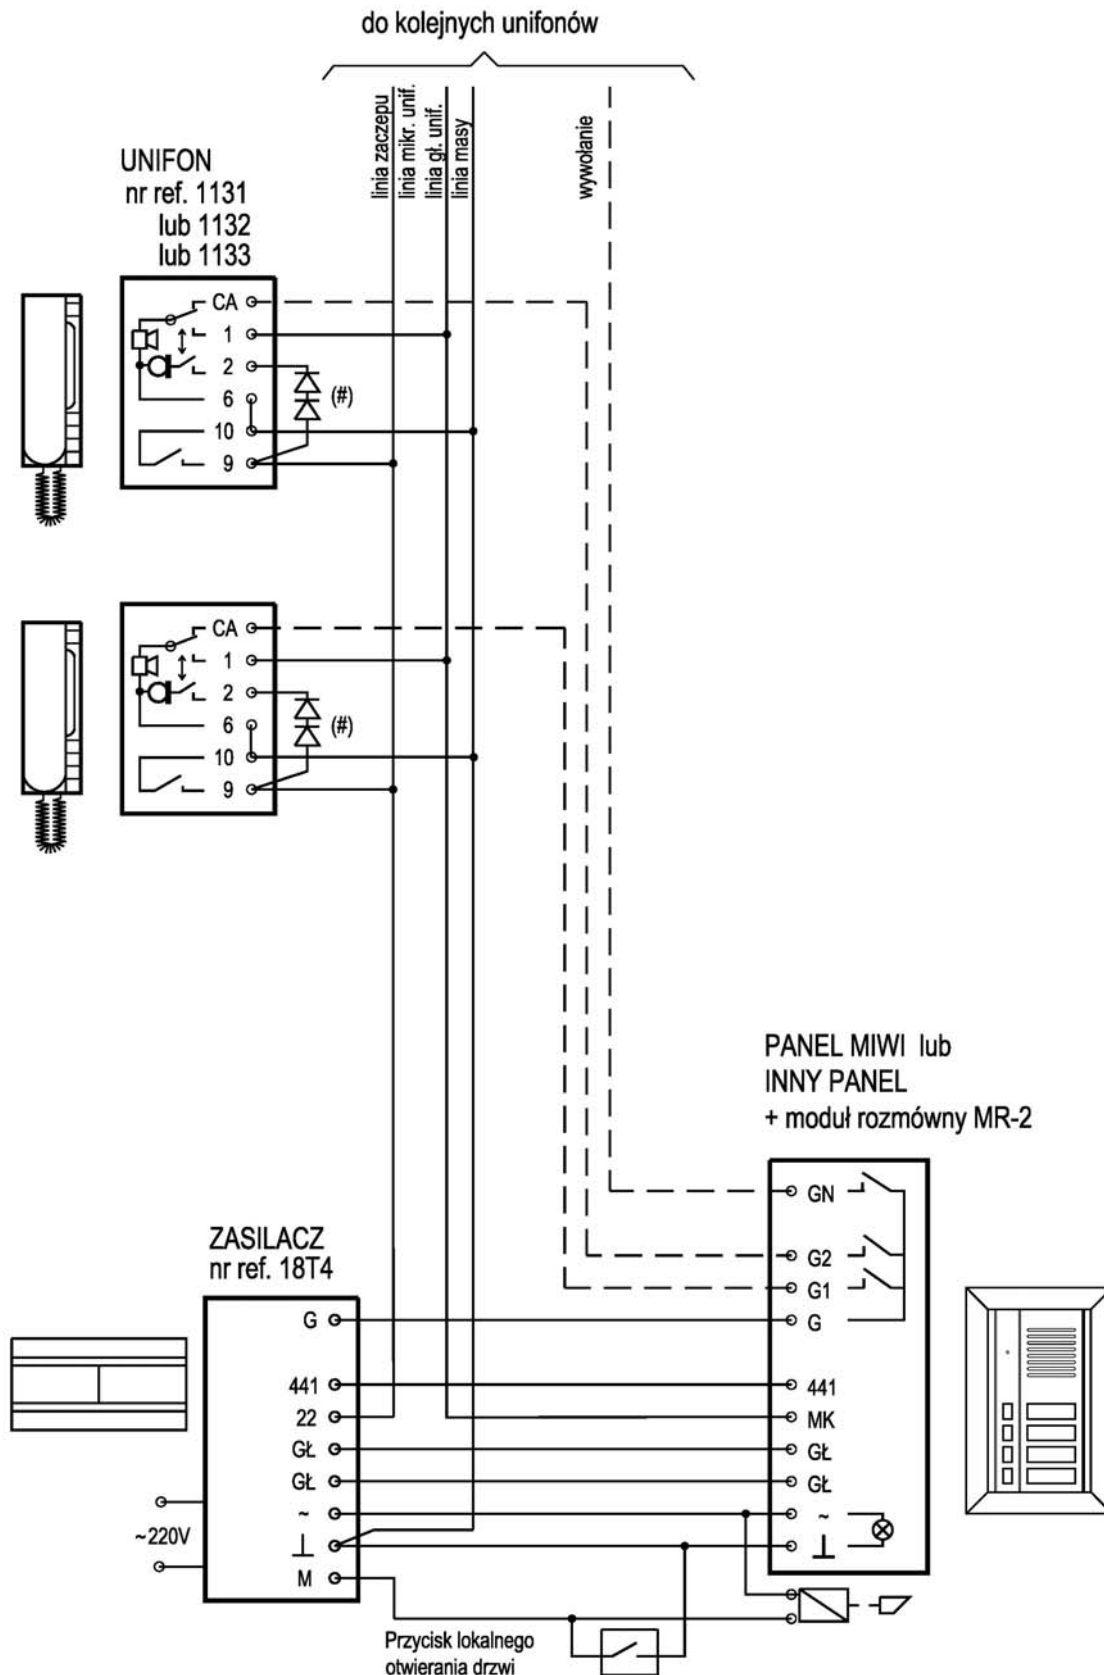 do kolejnych unifonów
linia zaczepu
linia mikr. unif.
linia gł. unif.
linia masy
wywołanie
UNIFON
nr ref. 1131
lub 1132
lub 1133
CA
1
2
(#)
6
10
9
CA
1
2
(#)
6
10
9
PANEL MIWI lub
INNY PANEL
+ moduł rozmówny MR-2
GN
G2
G1
G
441
MK
GŁ
GŁ
~
⊥
ZASILACZ
nr ref. 18T4
G
441
22
GŁ
GŁ
~
⊥
M
~220V
Przycisk lokalnego
otwierania drzwi